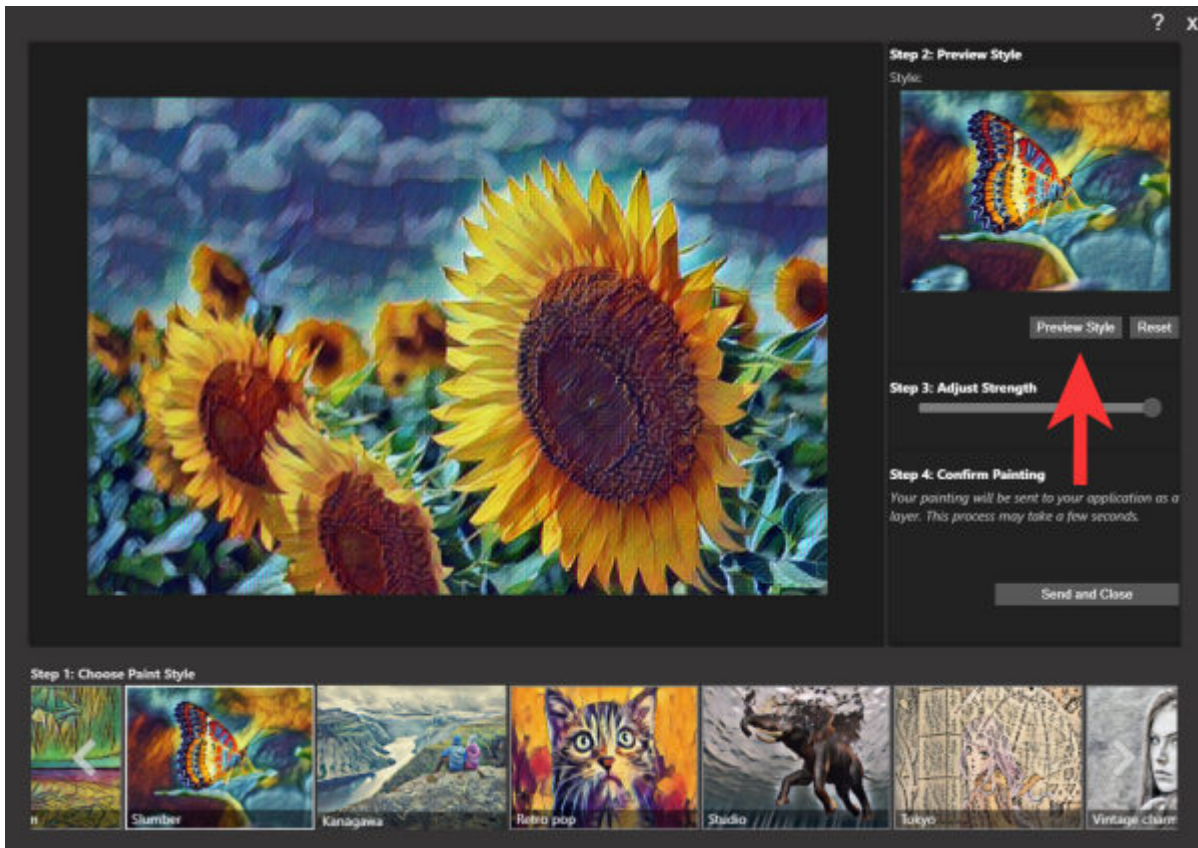 ? x
Step 2: Preview Style
Style:
Preview Style Reset
Step 3: Adjust Strength
Step 4: Confirm Painting
Your painting will be sent to your application as a
layer. This process may take a few seconds.
Send and Close
Step 1: Choose Paint Style
n Slumber Kanagawa Retro pop Studio Tokyo Vintage charm